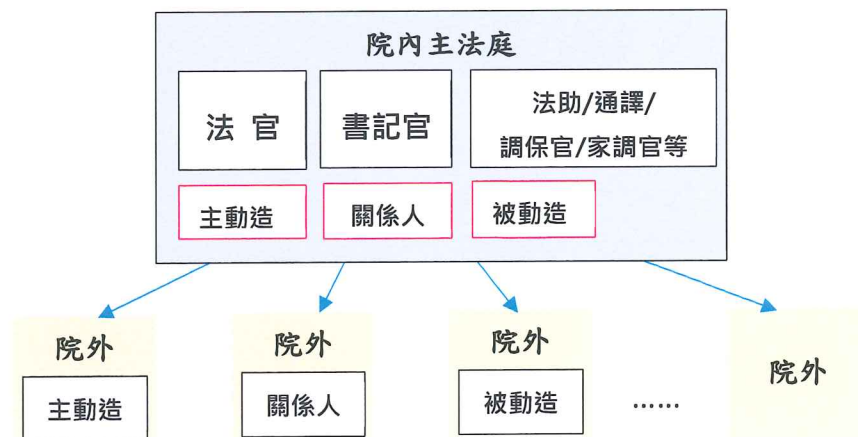 院內主法庭
法 官
書記官
法助/通譯/
調保官/家調官等
主動造
關係人
被動造
院外
主動造
院外
關係人
院外
被動造
……
院外